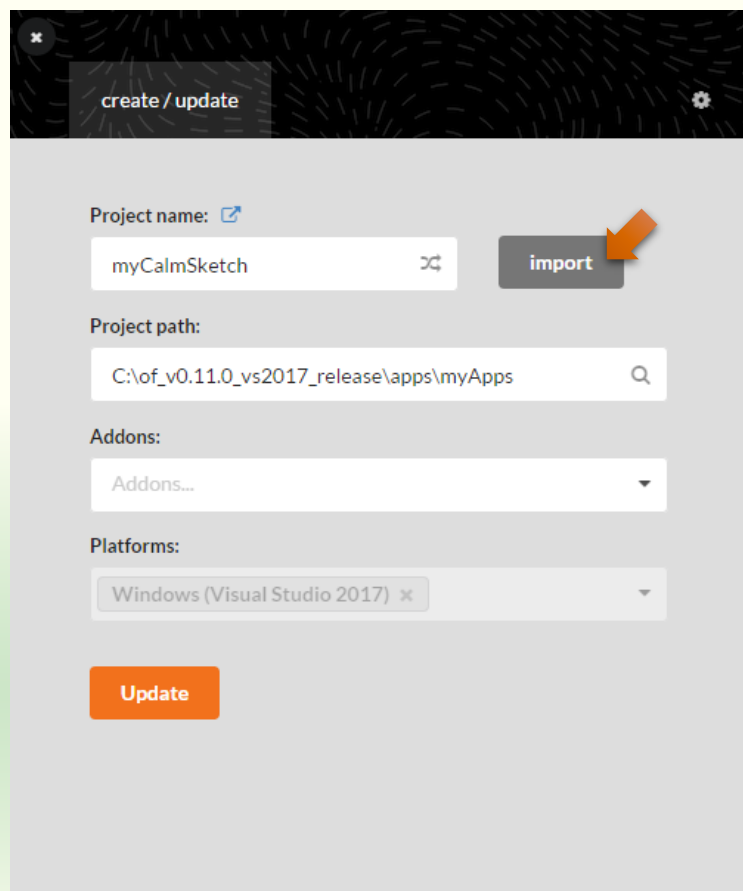 create / update
Project name:
myCalmSketch
import
Project path:
C:\of_v0.11.0_vs2017_release\apps\myApps
Addons:
Addons...
Platforms:
Windows (Visual Studio 2017)
Update